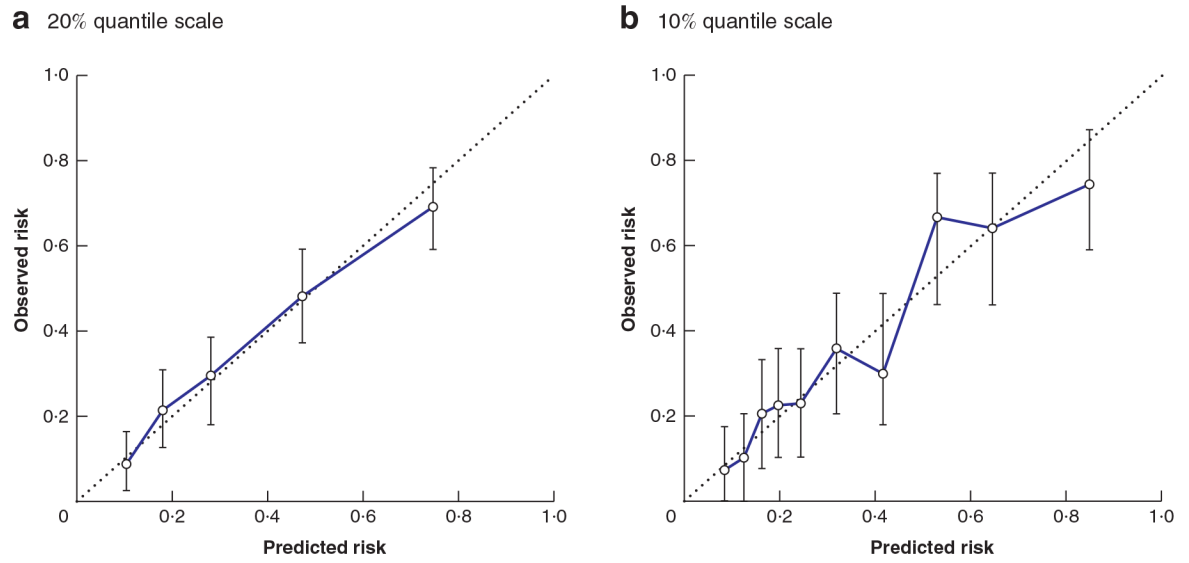 a 20% quantile scale
1·0
0·8
0·6
0·4
0·2
0
0·2 0·4 0·6 0·8 1·0
Observed risk
Predicted risk
b 10% quantile scale
1·0
0·8
0·6
0·4
0·2
0
0·2 0·4 0·6 0·8 1·0
Observed risk
Predicted risk